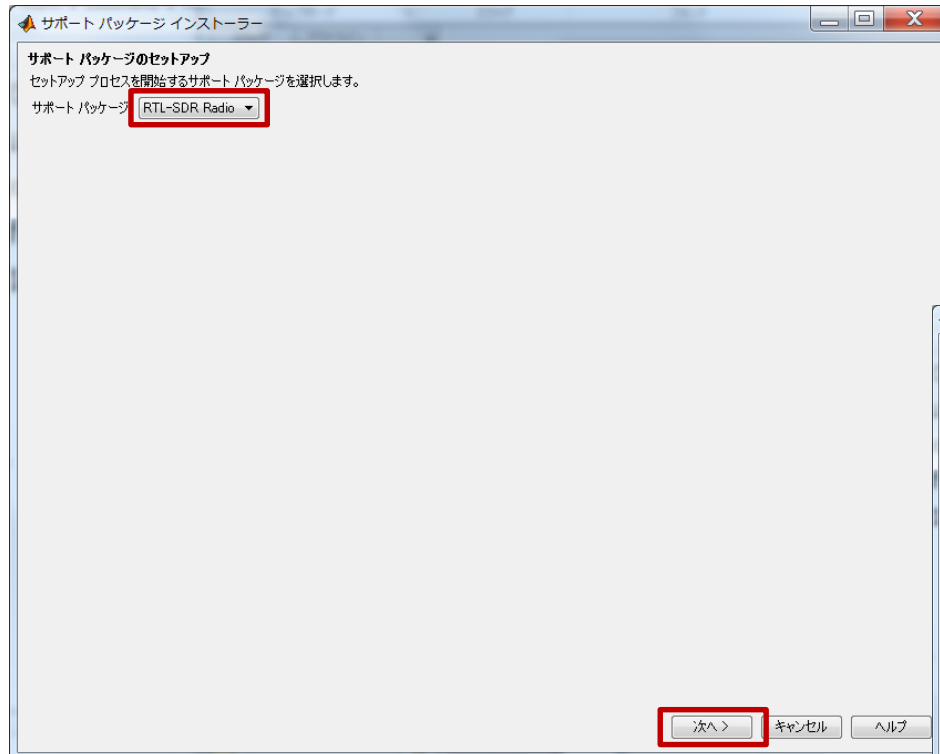 サポート パッケージ インストーラー
サポート パッケージのセットアップ
セットアップ プロセスを開始するサポート パッケージを選択します。
サポート パッケージ RTL-SDR Radio
次へ > キャンセル ヘルプ